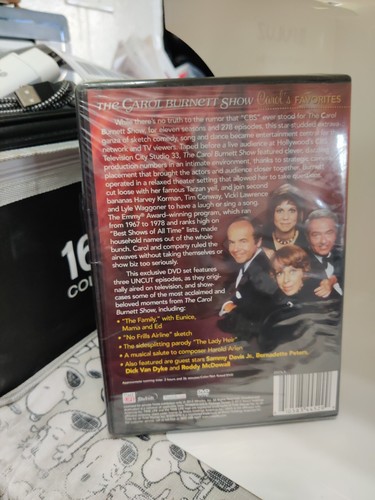 THE CAROL BURNETT SHOW Carol's FAVORITES
While there's no truth to the rumor that "CBS" ever stood for The Carol
Burnett Show, for eleven seasons and 278 episodes, this star-studded
ganza of sketch comedy, song and dance became entertainment
network and TV viewers. Taped before a live audience at Hollywood's CBS
Television City Studio 33, The Carol Burnett Show featured
production numbers in an intimate environment, thanks to strategic
placement that brought the actors and audience closer together.
operated in a relaxed theater setting that allowed her to take
cut loose with her famous Tarzan yell, and join second
bananas Harvey Korman, Tim Conway, Vicki Lawrence
and Lyle Waggoner to have a laugh or sing a song.
The Emmy® Award-winning program, which ran
from 1967 to 1978 and ranks high on
"Best Shows of All Time" lists, made
household names out of the whole
bunch. Carol and company ruled the
airwaves without taking themselves or
show biz too seriously.
This exclusive DVD set features
three UNCUT episodes, as they orig-
inally aired on television, and show-
cases some of the most acclaimed and
beloved moments from The Carol
Burnett Show, including:
• "The Family," with Eunice,
Mama and Ed
• "No Frills Airline" sketch
• The sidesplitting parody "The Lady Heir"
• A musical salute to composer Harold Arlen
• Also featured are guest stars Sammy Davis Jr., Bernadette Peters,
Dick Van Dyke and Roddy McDowall
DVD
16
CO